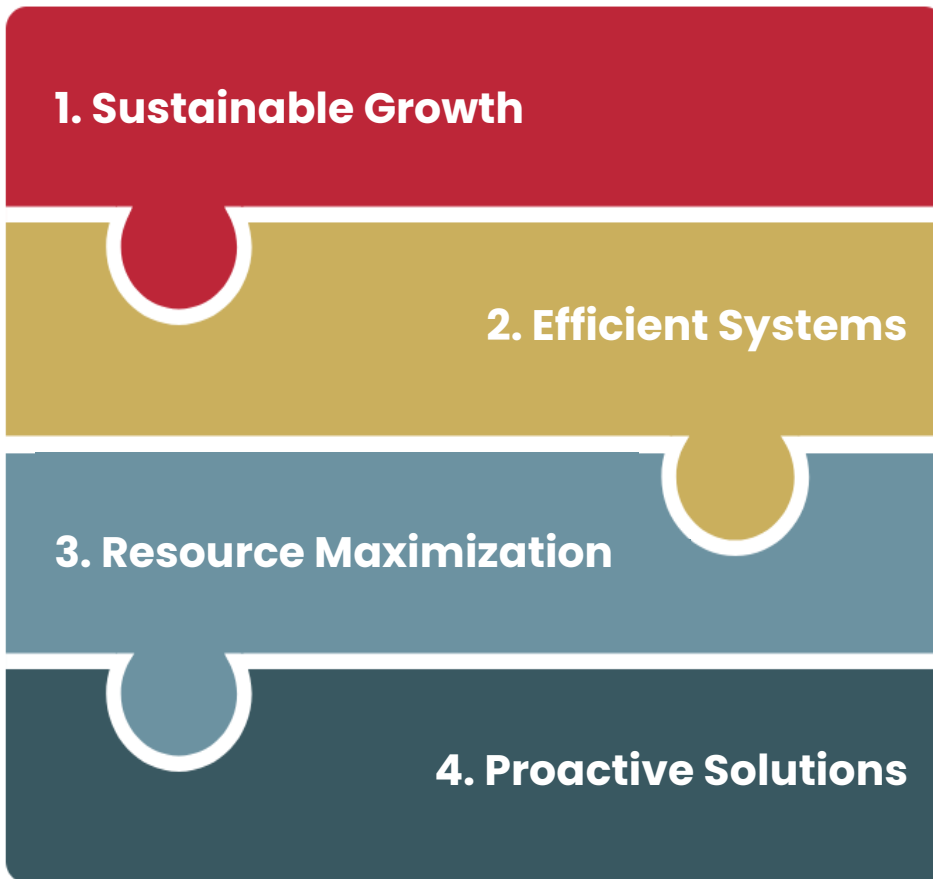 1. Sustainable Growth
2. Efficient Systems
3. Resource Maximization
4. Proactive Solutions